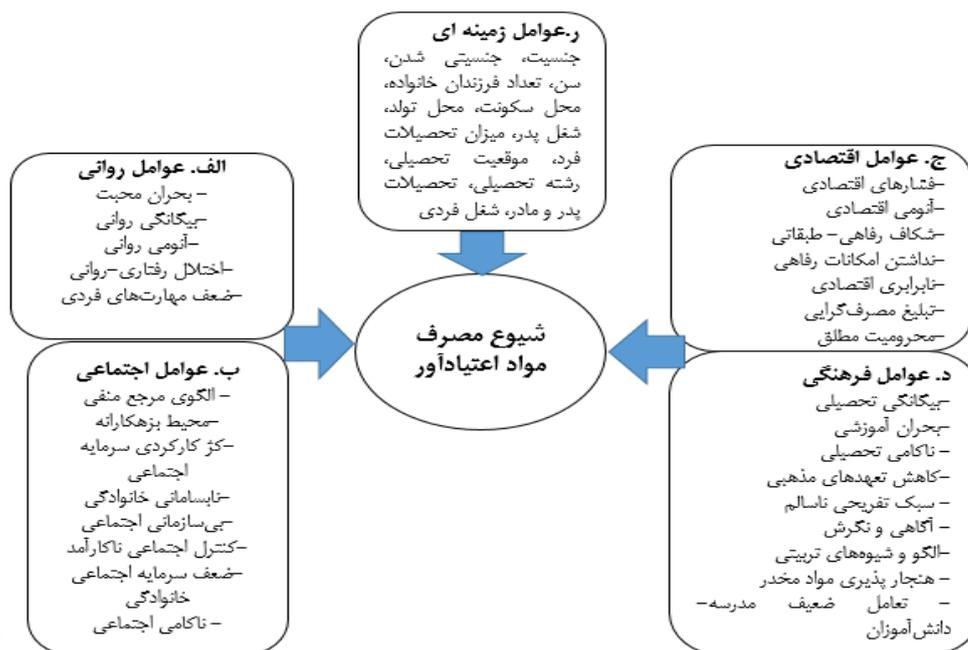 ر.عوامل زمینه ای
جنسیت، جنسیتی شدن،
سن، تعداد فرزندان خانواده،
محل سکونت، محل تولد،
شغل پدر، میزان تحصیلات
فرد، موقعیت تحصیلی،
رشته تحصیلی، تحصیلات
پدر و مادر، شغل فردی
الف. عوامل روانی
- بحران محبت
-بیگانگی روانی
-آنومی روانی
-اختلال رفتاری-روانی
-ضعف مهارت‌های فردی
ب. عوامل اجتماعی
- الگوی مرجع منفی
-محیط بزهکارانه
-کژ کارکردی سرمایه
اجتماعی
-نابسامانی خانوادگی
-بی‌سازمانی اجتماعی
-کنترل اجتماعی ناکارآمد
-ضعف سرمایه اجتماعی
خانوادگی
- ناکامی اجتماعی
شیوع مصرف
مواد اعتیادآور
ج. عوامل اقتصادی
-فشارهای اقتصادی
-آنومی اقتصادی
-شکاف رفاهی- طبقاتی
-نداشتن امکانات رفاهی
-نابرابری اقتصادی
-تبلیغ مصرف‌گرایی
-محرومیت مطلق
د. عوامل فرهنگی
-بیگانگی تحصیلی
-بحران آموزشی
- ناکامی تحصیلی
-کاهش تعهدهای مذهبی
- سبک تفریحی ناسالم
- آگاهی و نگرش
-الگو و شیوه‌های تربیتی
- هنجار پذیری مواد مخدر
- تعامل ضعیف مدرسه-
دانش‌آموزان